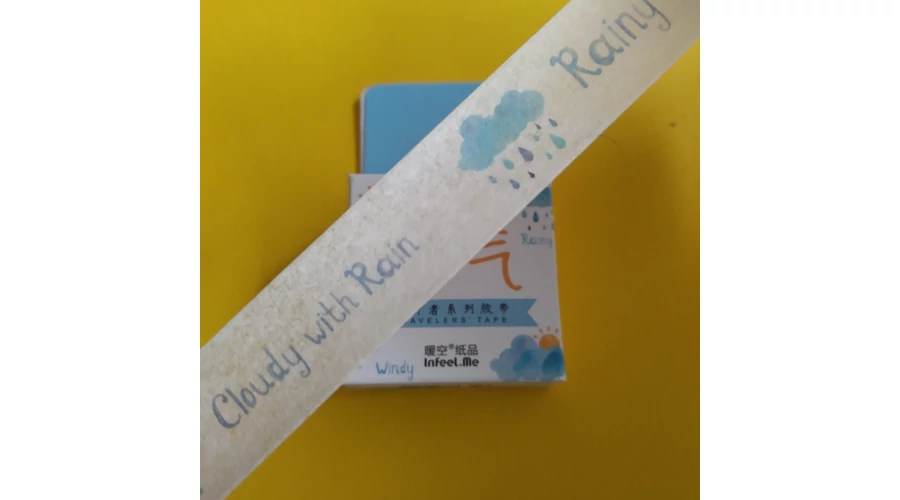 Rainy
Cloudy with Rain
Rainy
气
者系列胶带
AVELERS' TAPE
暖空®纸品
Infeel.Me
Windy